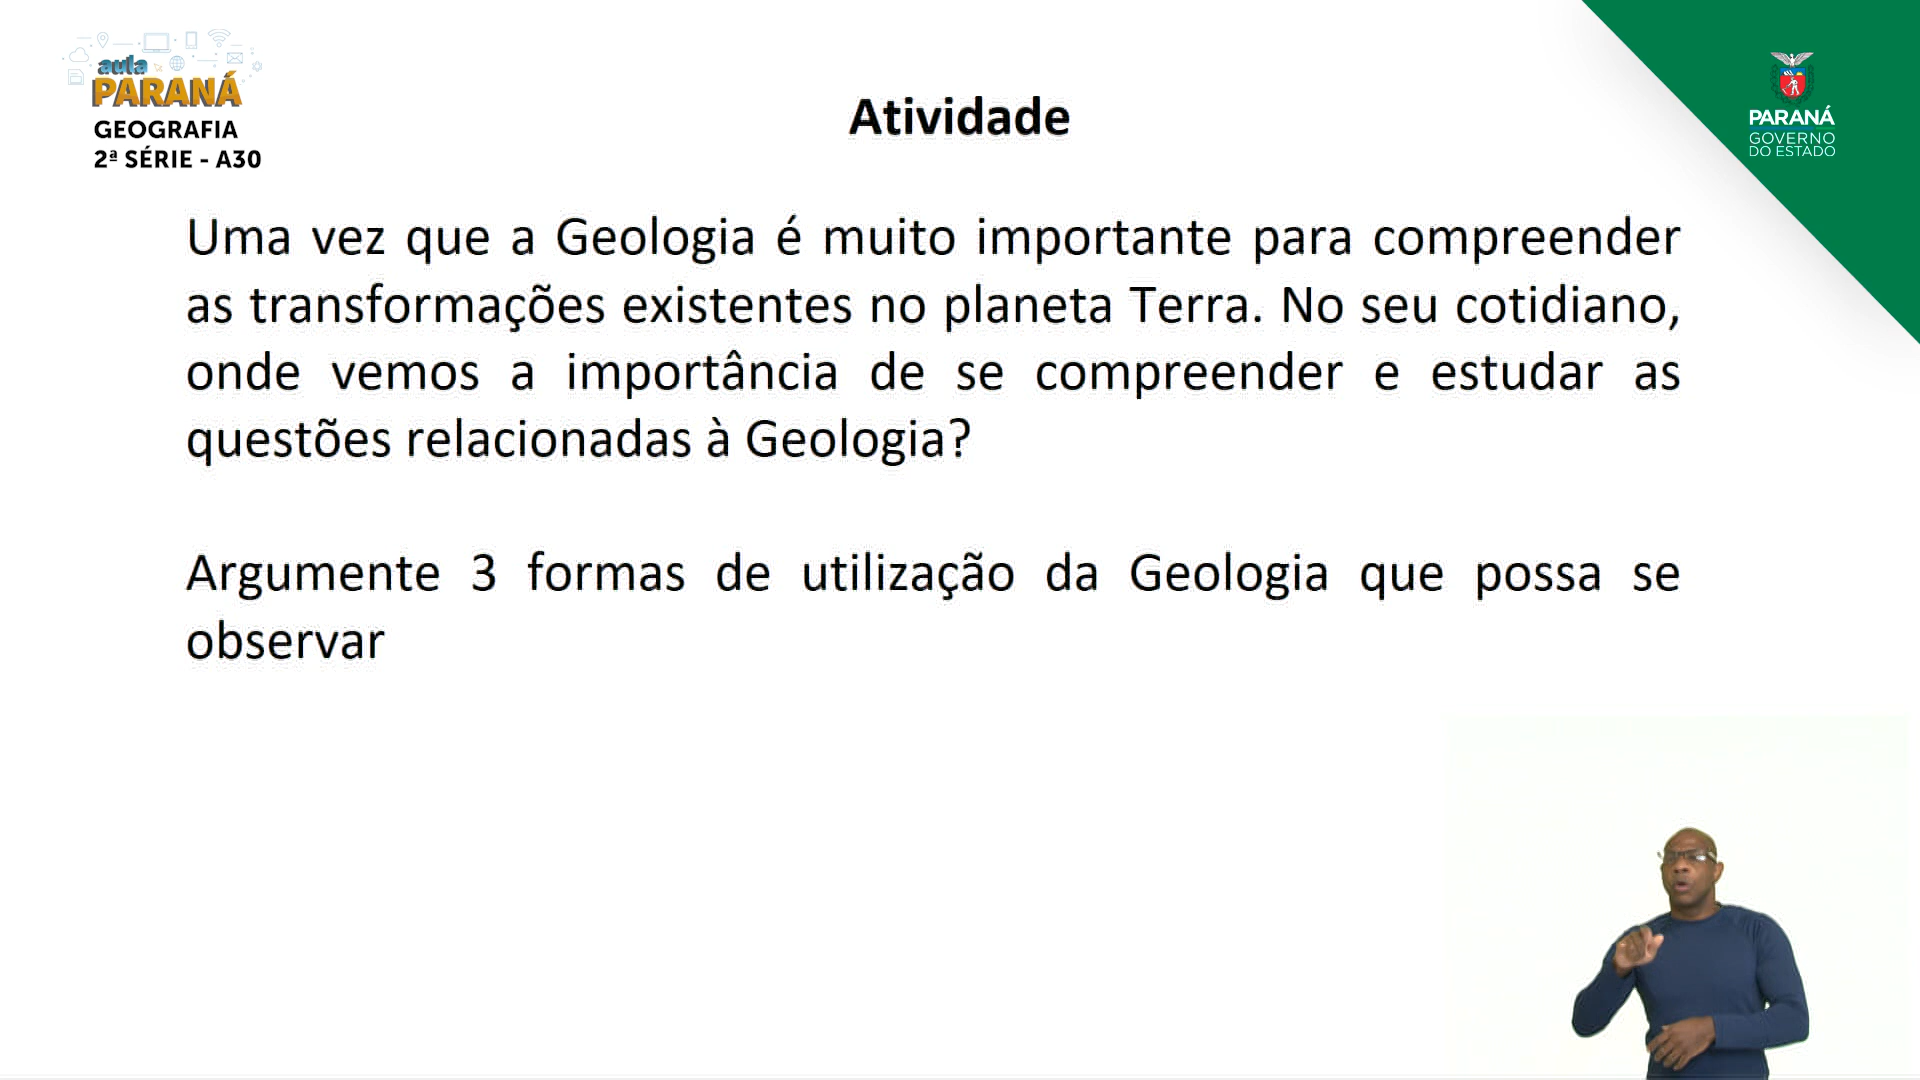 aula
PARANÁ
GEOGRAFIA
2ª SÉRIE - A30
Atividade
PARANÁ
GOVERNO
DO ESTADO
Uma vez que a Geologia é muito importante para compreender
as transformações existentes no planeta Terra. No seu cotidiano,
onde vemos a importância de se compreender e estudar as
questões relacionadas à Geologia?
Argumente 3 formas de utilização da Geologia que possa se
observar